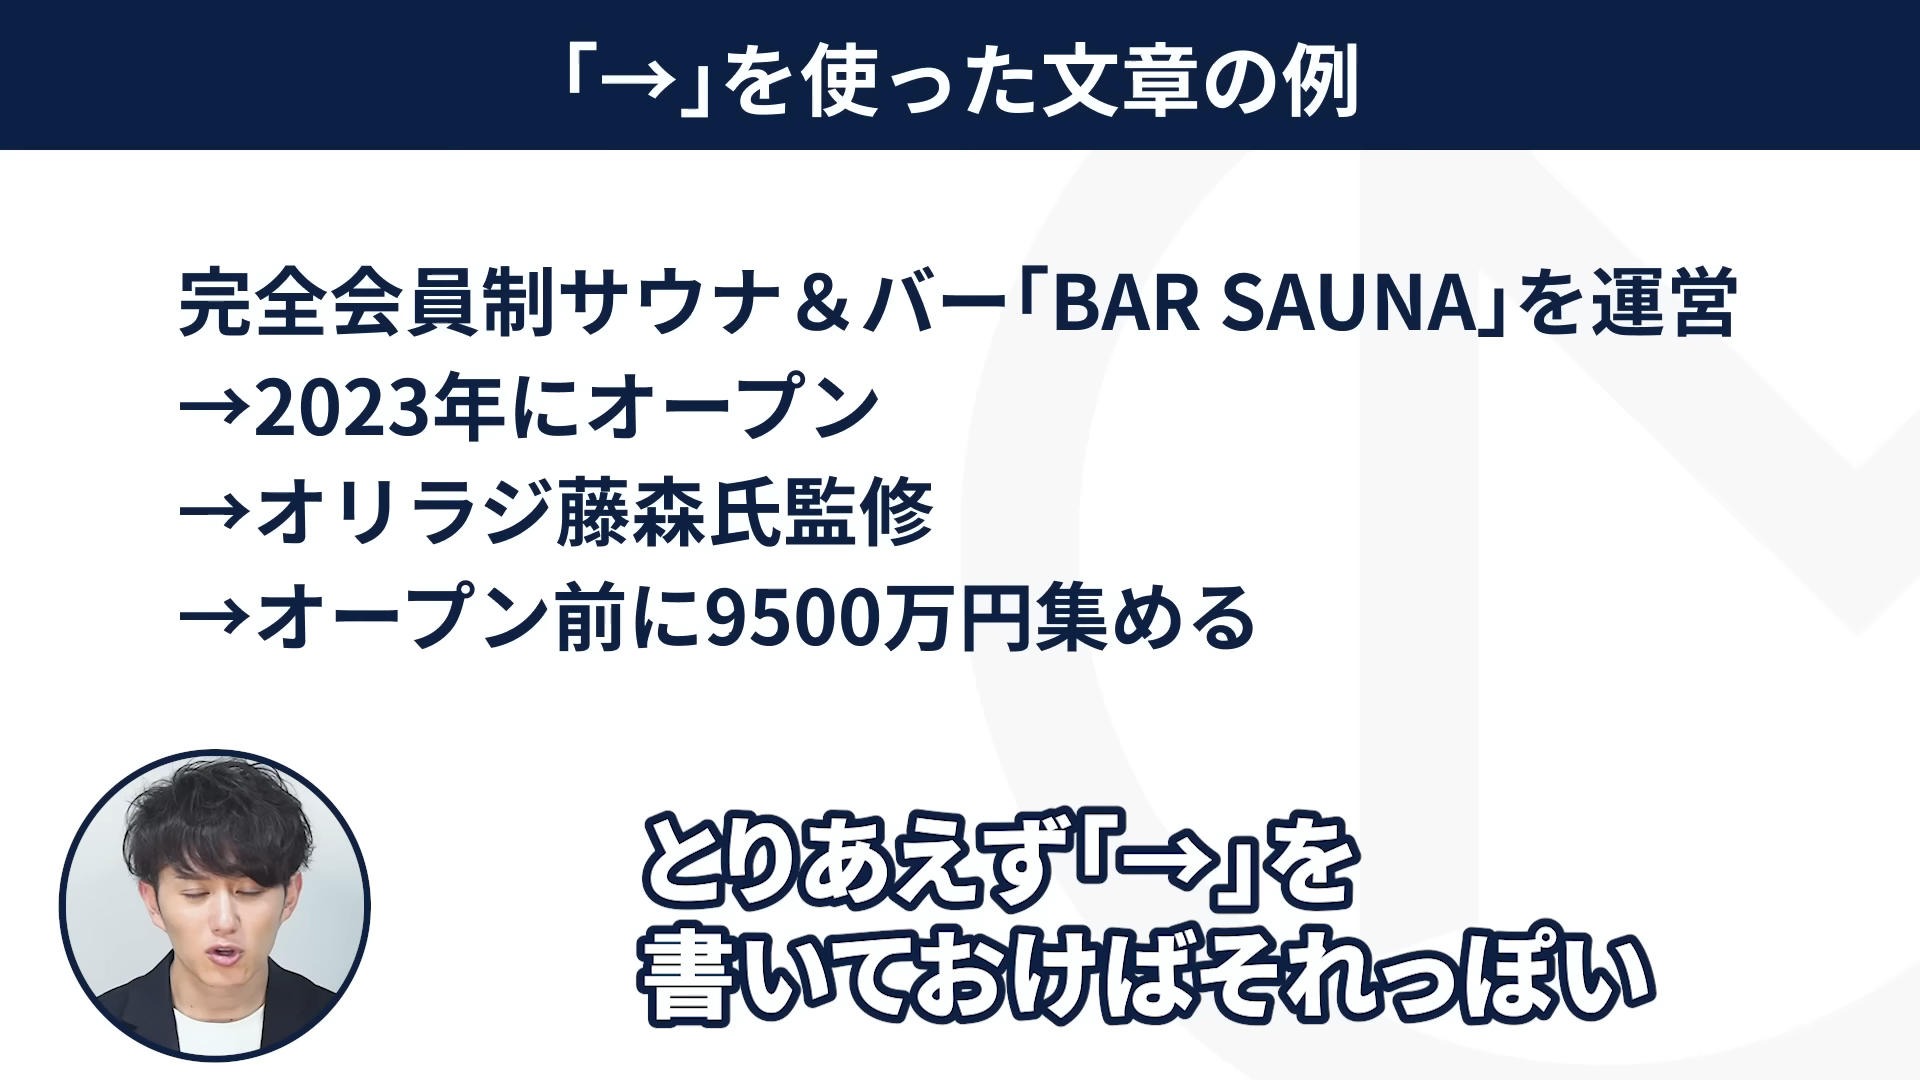 「→」を使った文章の例
完全会員制サウナ＆バー「BAR SAUNA」を運営
→2023年にオープン
→オリラジ藤森氏監修
→オープン前に9500万円集める
とりあえず「→」を
書いておけばそれっぽい